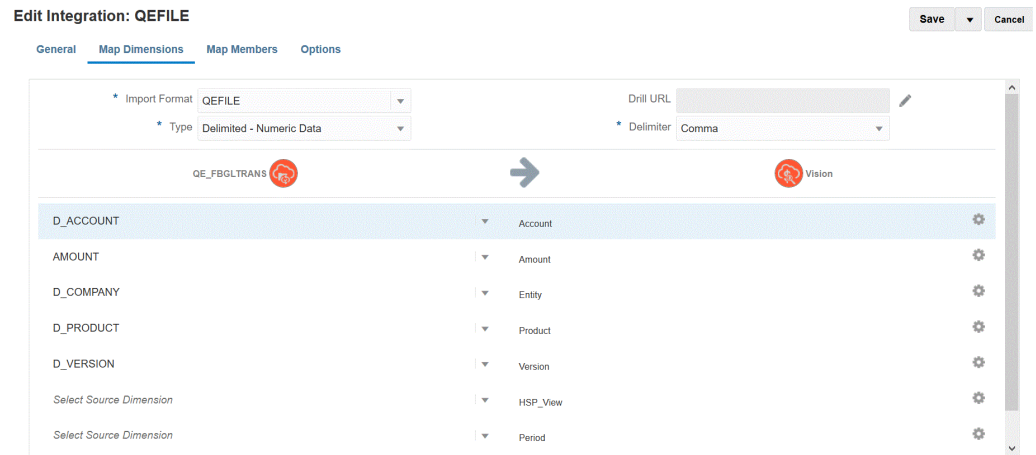 Edit Integration: QEFILE
Save Cancel
General Map Dimensions Map Members Options
* Import Format QEFILE Drill URL
* Type Delimited - Numeric Data * Delimiter Comma
QE_FBGLTRANS Vision
D_ACCOUNT Account
AMOUNT Amount
D_COMPANY Entity
D_PRODUCT Product
D_VERSION Version
Select Source Dimension HSP_View
Select Source Dimension Period